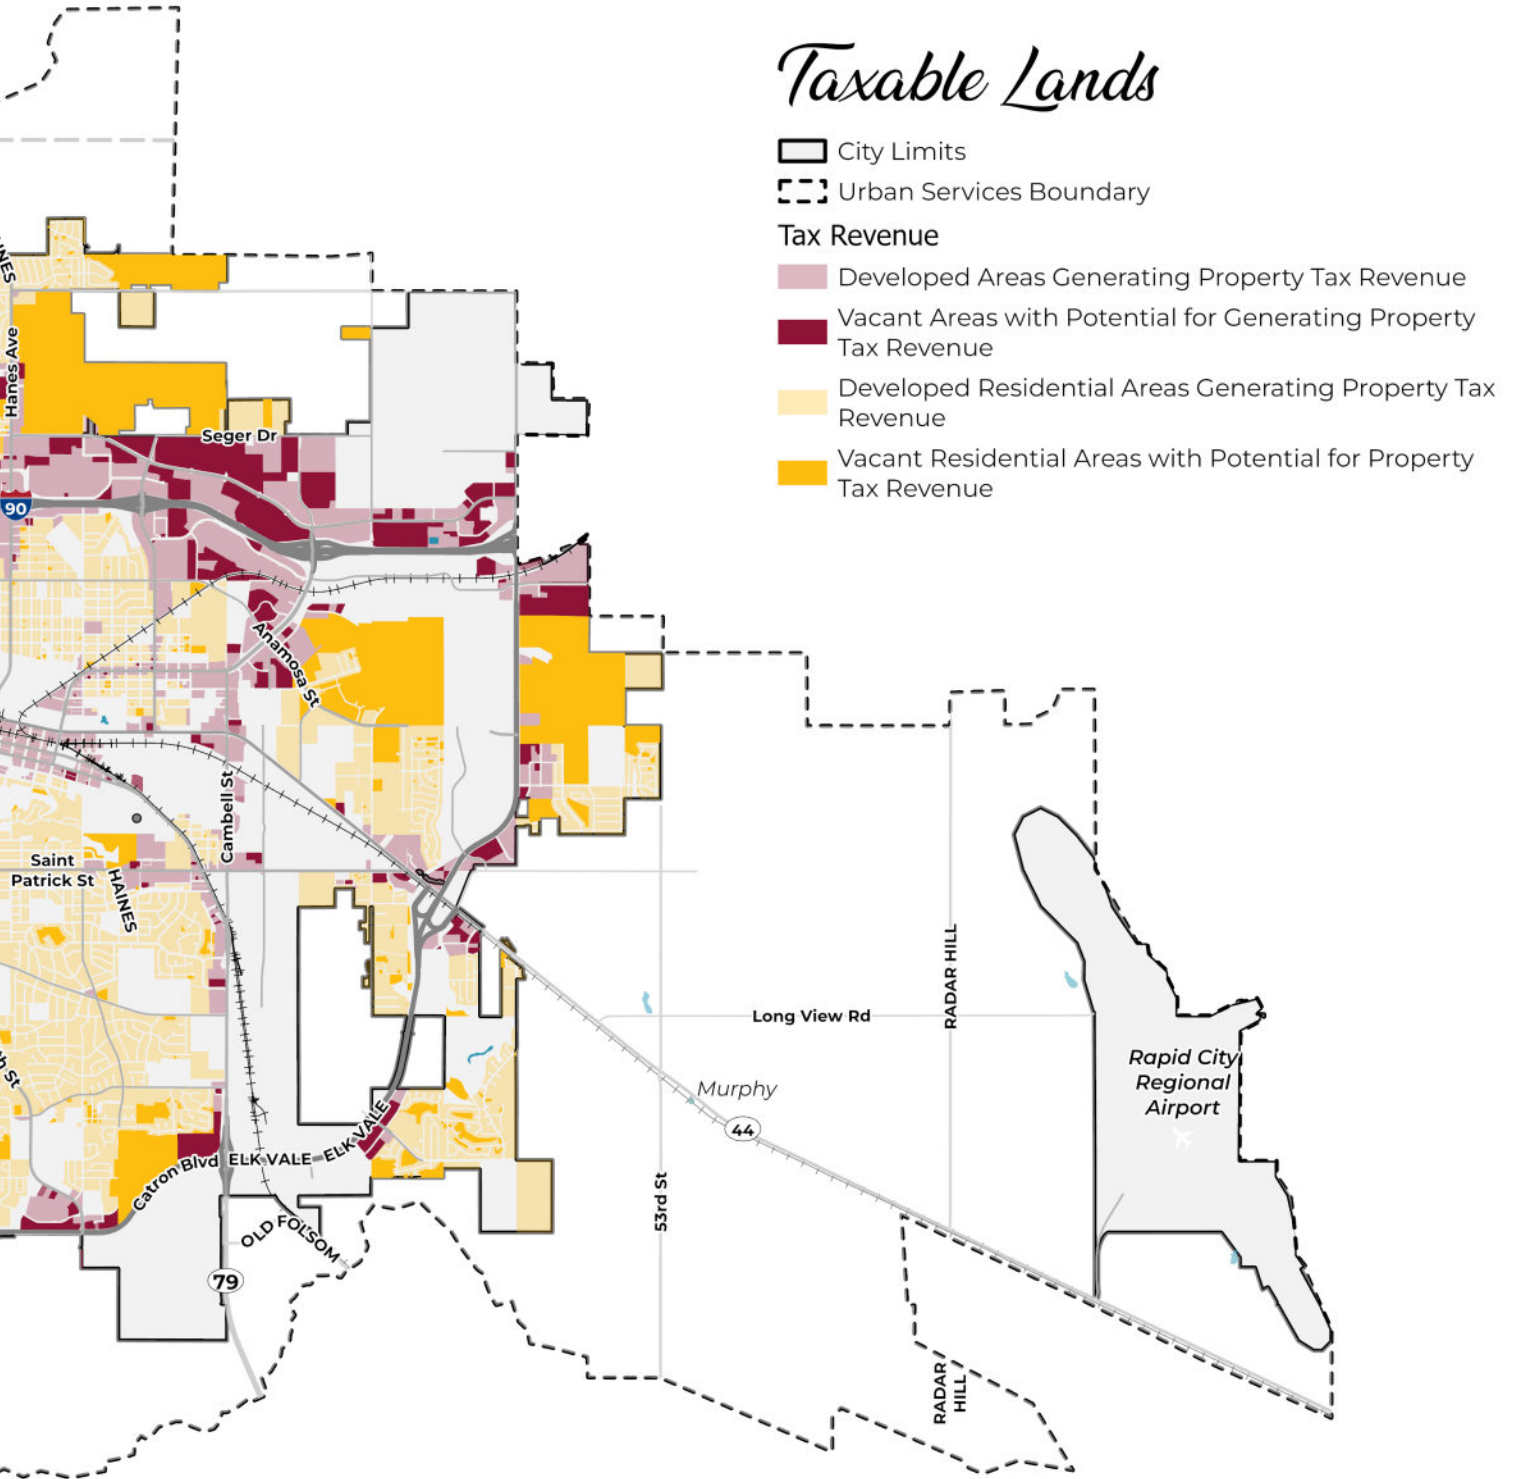 Taxable Lands
City Limits
Urban Services Boundary
Tax Revenue
Developed Areas Generating Property Tax Revenue
Vacant Areas with Potential for Generating Property
Tax Revenue
Developed Residential Areas Generating Property Tax
Revenue
Vacant Residential Areas with Potential for Property
Tax Revenue
Hanes Ave
Seger Dr
90
Anamosa St
Cambell St
Saint
Patrick St
HAINES
RADAR HILL
Long View Rd
Rapid City
Regional
Airport
Murphy
44
ELK VALE
ELK VALE
Catron Blvd
53rd St
OLD FOLSOM
79
RADAR
HILL